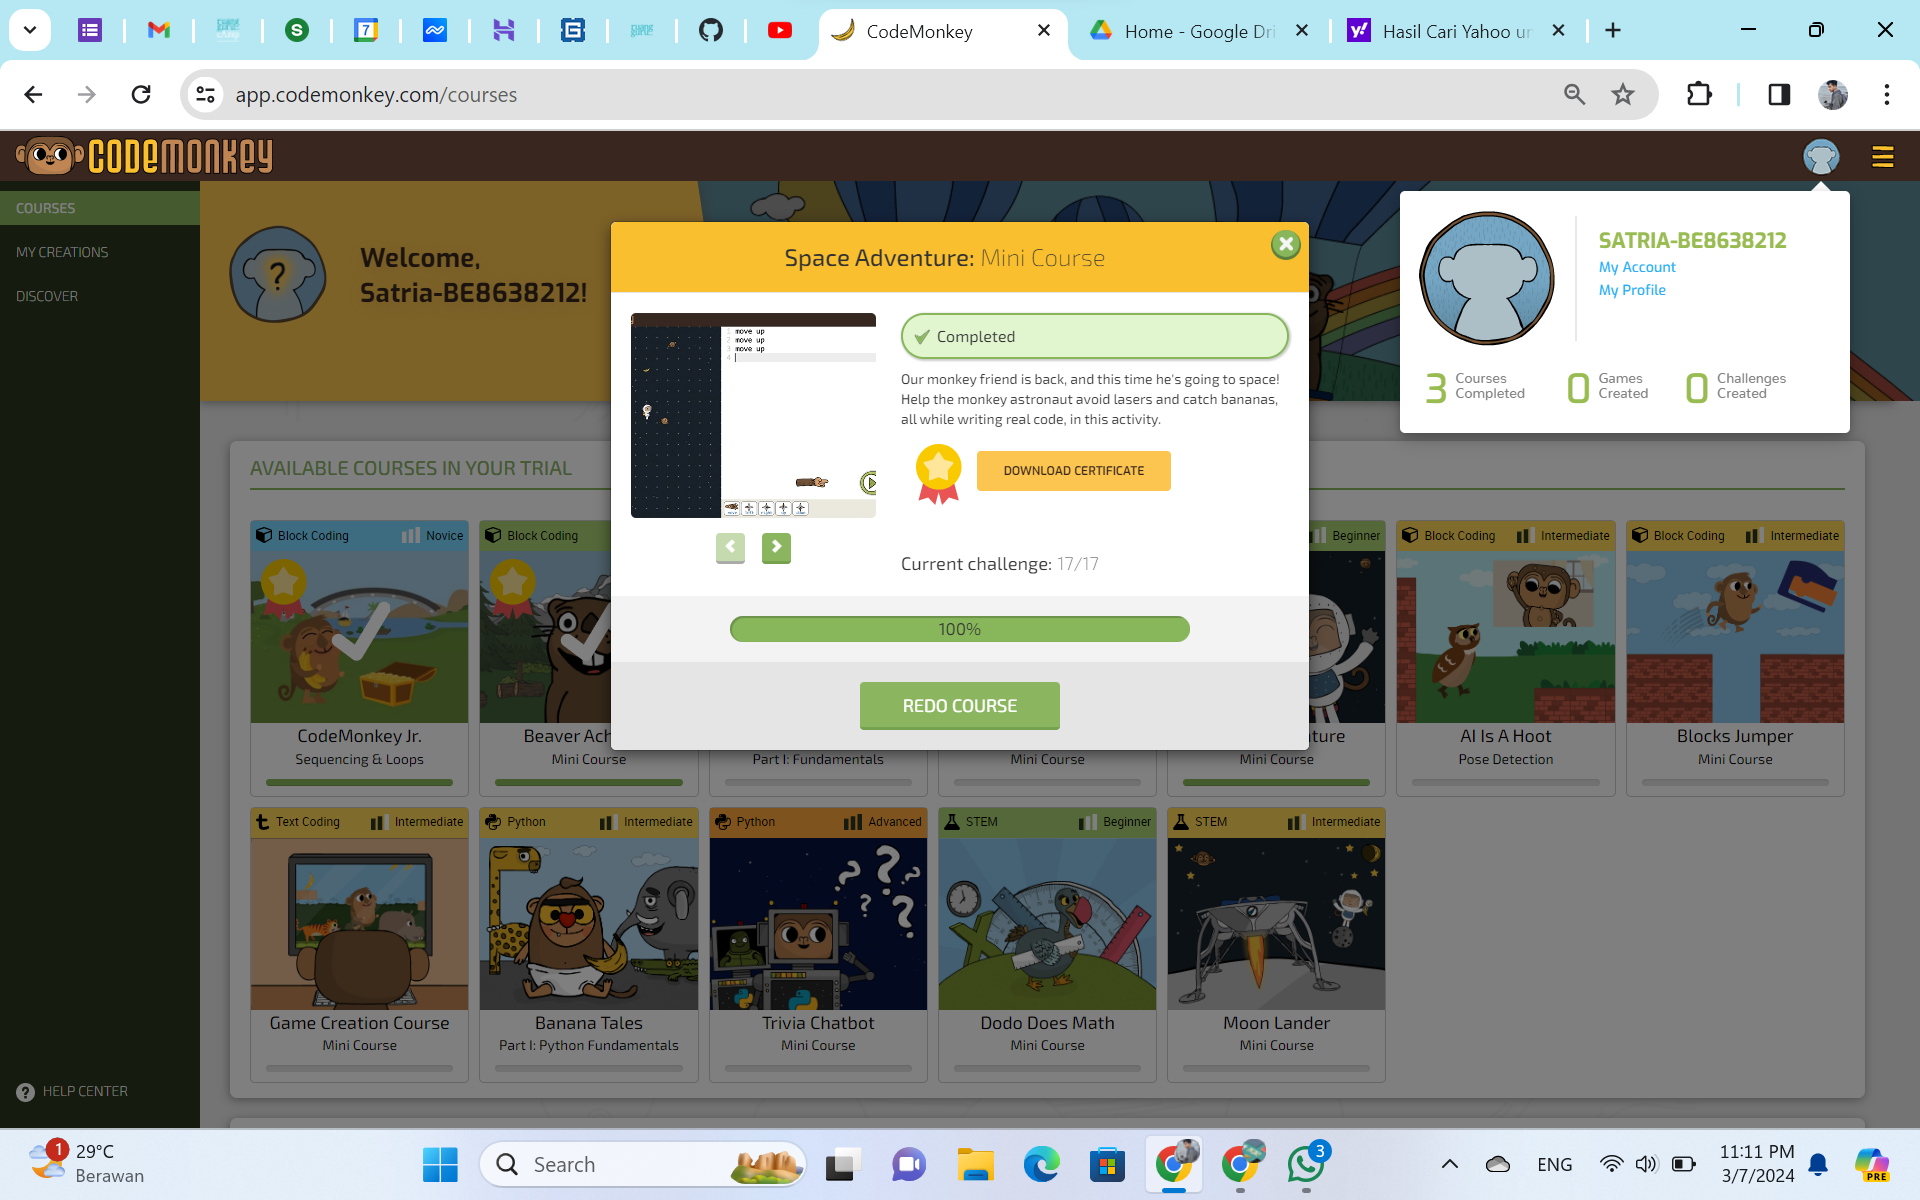 CodeMonkey
Home - Google Dri
Hasil Cari Yahoo un
app.codemonkey.com/courses
CODEMONKEY
COURSES
MY CREATIONS
DISCOVER
HELP CENTER
?
Welcome,
Satria-BE8638212!
SATRIA-BE8638212
My Account
My Profile
3 Courses Completed
0 Games Created
0 Challenges Created
Space Adventure: Mini Course
1 move up
2 move up
3 move up
4
Completed
Our monkey friend is back, and this time he's going to space!
Help the monkey astronaut avoid lasers and catch bananas,
all while writing real code, in this activity.
DOWNLOAD CERTIFICATE
Current challenge: 17/17
100%
REDO COURSE
AVAILABLE COURSES IN YOUR TRIAL
Block Coding Novice
CodeMonkey Jr.
Sequencing & Loops
Block Coding
Beaver Ach
Mini Course
Part I: Fundamentals
Mini Course
Beginner
ture
Mini Course
Block Coding Intermediate
AI Is A Hoot
Pose Detection
Block Coding Intermediate
Blocks Jumper
Mini Course
Text Coding Intermediate
Game Creation Course
Mini Course
Python Intermediate
Banana Tales
Part I: Python Fundamentals
Python Advanced
Trivia Chatbot
Mini Course
STEM Beginner
Dodo Does Math
Mini Course
STEM Intermediate
Moon Lander
Mini Course
1
29°C
Berawan
Search
3
ENG
11:11 PM
3/7/2024
PRE